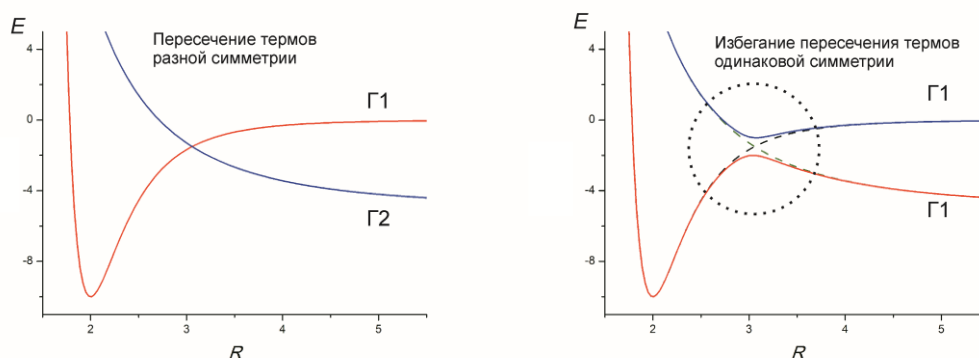 E
Пересечение термов
разной симметрии
Г1
Г2
4
0
-4
-8
2
3
4
5
R
E
Избегание пересечения термов
одинаковой симметрии
Г1
Г1
4
0
-4
-8
2
3
4
5
R